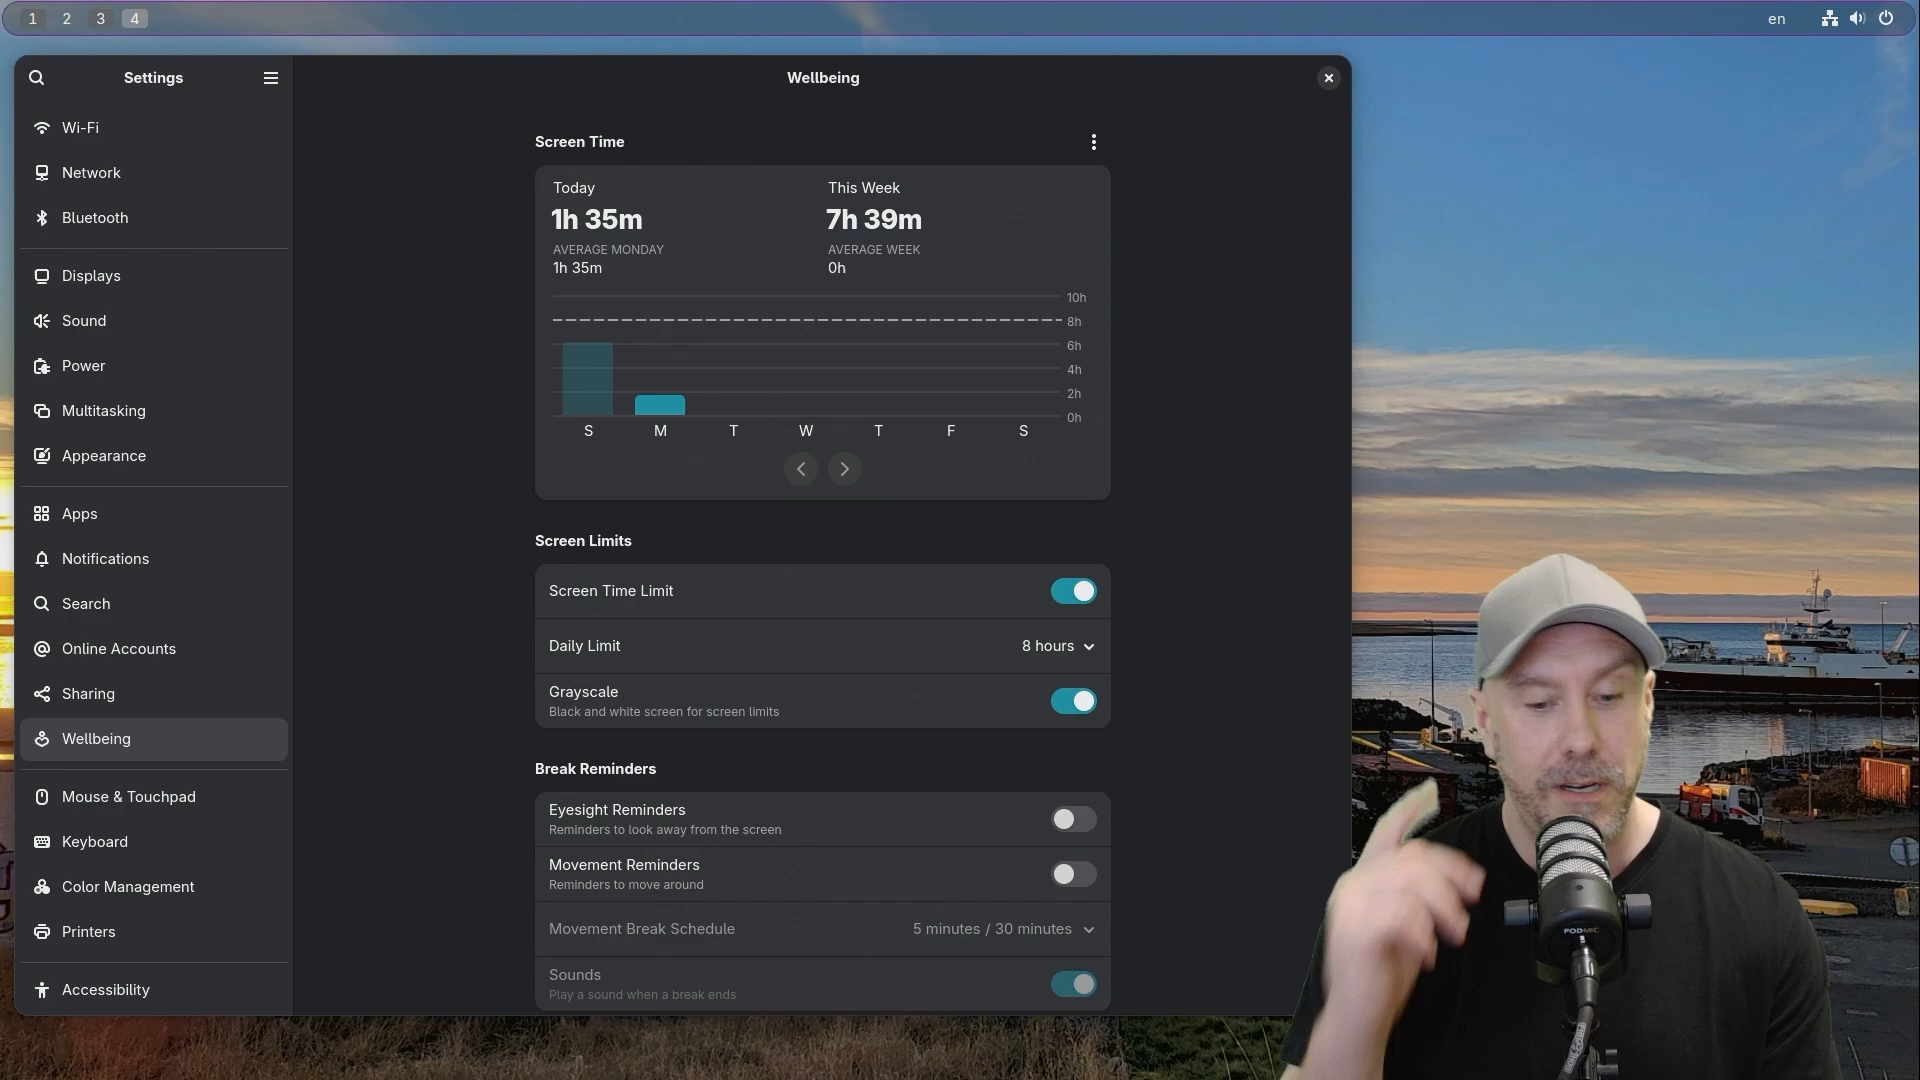 1 2 3 4
en
Settings
Wellbeing
Wi-Fi
Network
Bluetooth
Displays
Sound
Power
Multitasking
Appearance
Apps
Notifications
Search
Online Accounts
Sharing
Wellbeing
Mouse & Touchpad
Keyboard
Color Management
Printers
Accessibility
Screen Time
Today
1h 35m
AVERAGE MONDAY
1h 35m
This Week
7h 39m
AVERAGE WEEK
0h
10h
8h
6h
4h
2h
0h
S M T W T F S
Screen Limits
Screen Time Limit
Daily Limit 8 hours
Grayscale
Black and white screen for screen limits
Break Reminders
Eyesight Reminders
Reminders to look away from the screen
Movement Reminders
Reminders to move around
Movement Break Schedule 5 minutes / 30 minutes
Sounds
Play a sound when a break ends
PODMIC